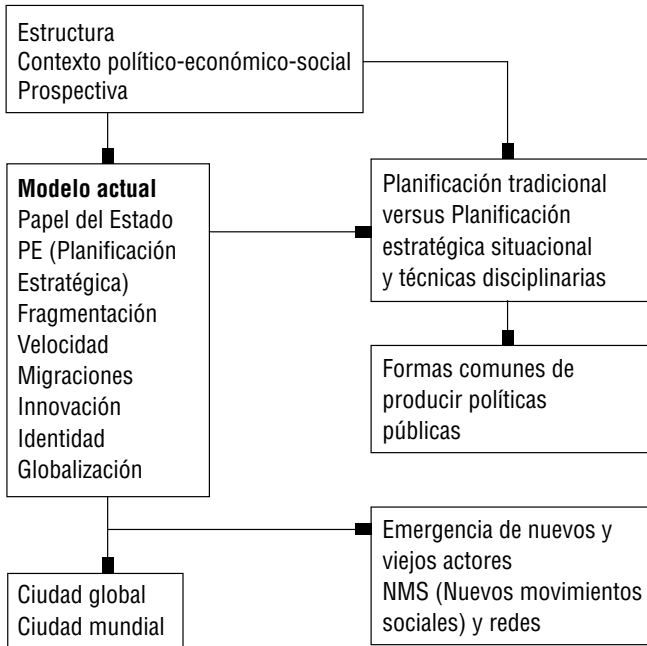 Estructura
Contexto político-económico-social
Prospectiva
Modelo actual
Papel del Estado
PE (Planificación
Estratégica)
Fragmentación
Velocidad
Migraciones
Innovación
Identidad
Globalización
Planificación tradicional
versus Planificación
estratégica situacional
y técnicas disciplinarias
Formas comunes de
producir políticas
públicas
Emergencia de nuevos y
viejos actores
NMS (Nuevos movimientos
sociales) y redes
Ciudad global
Ciudad mundial